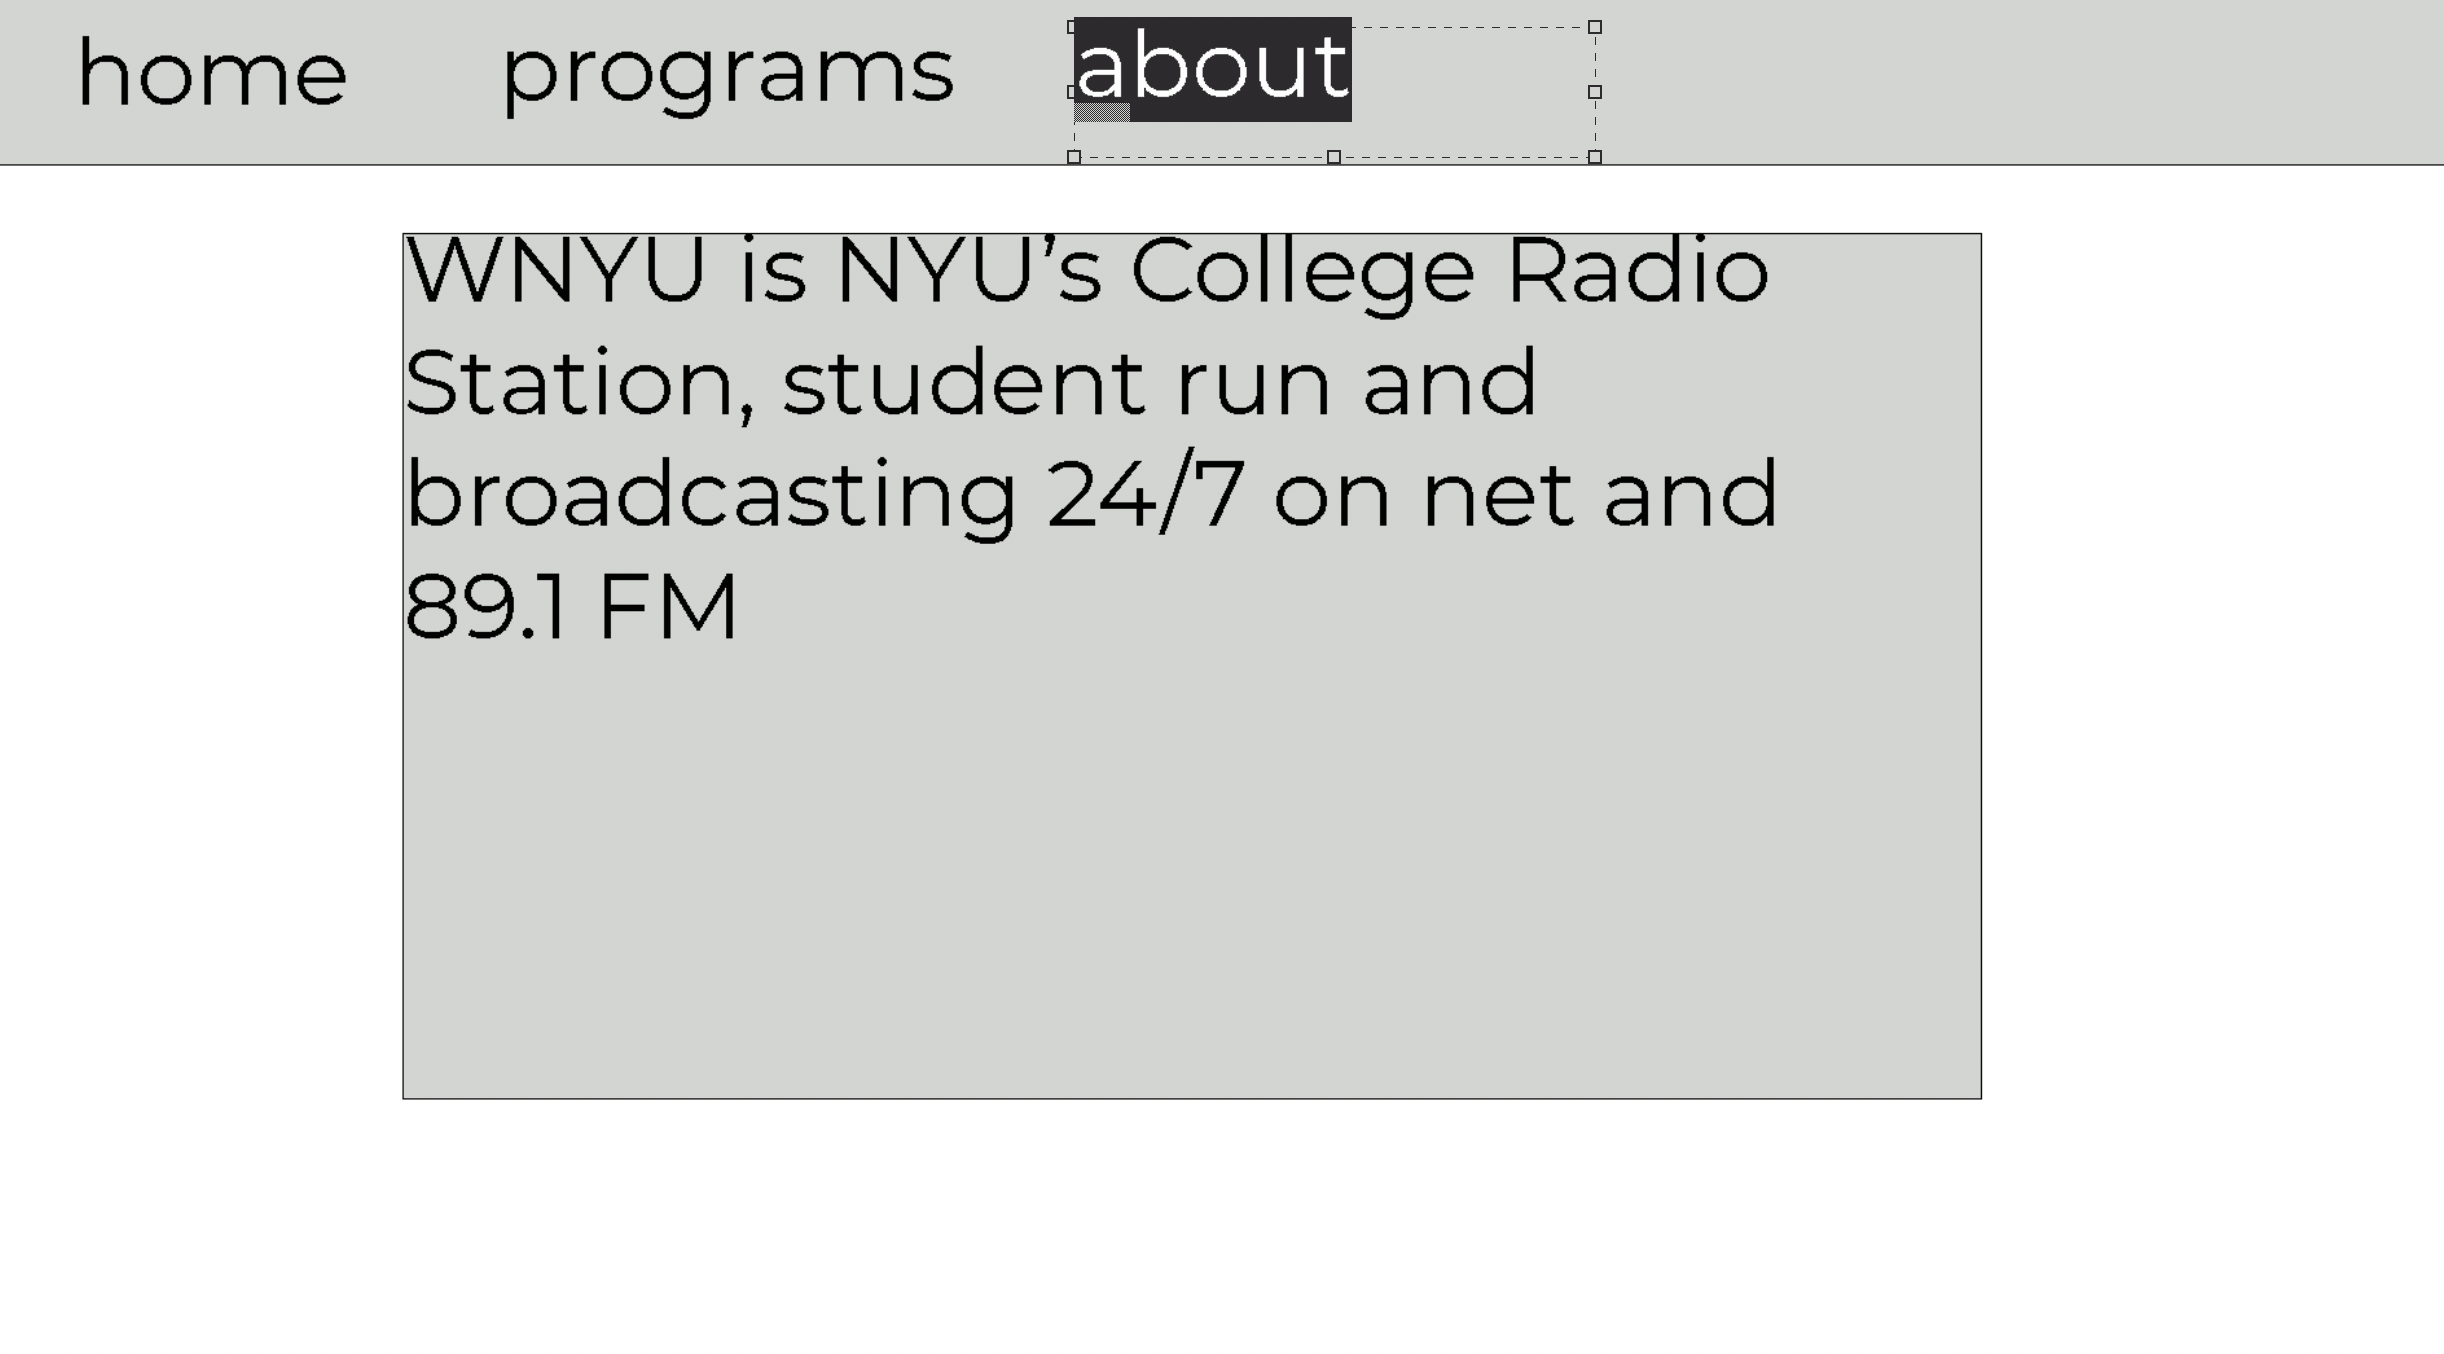 home programs about
WNYU is NYU’s College Radio
Station, student run and
broadcasting 24/7 on net and
89.1 FM